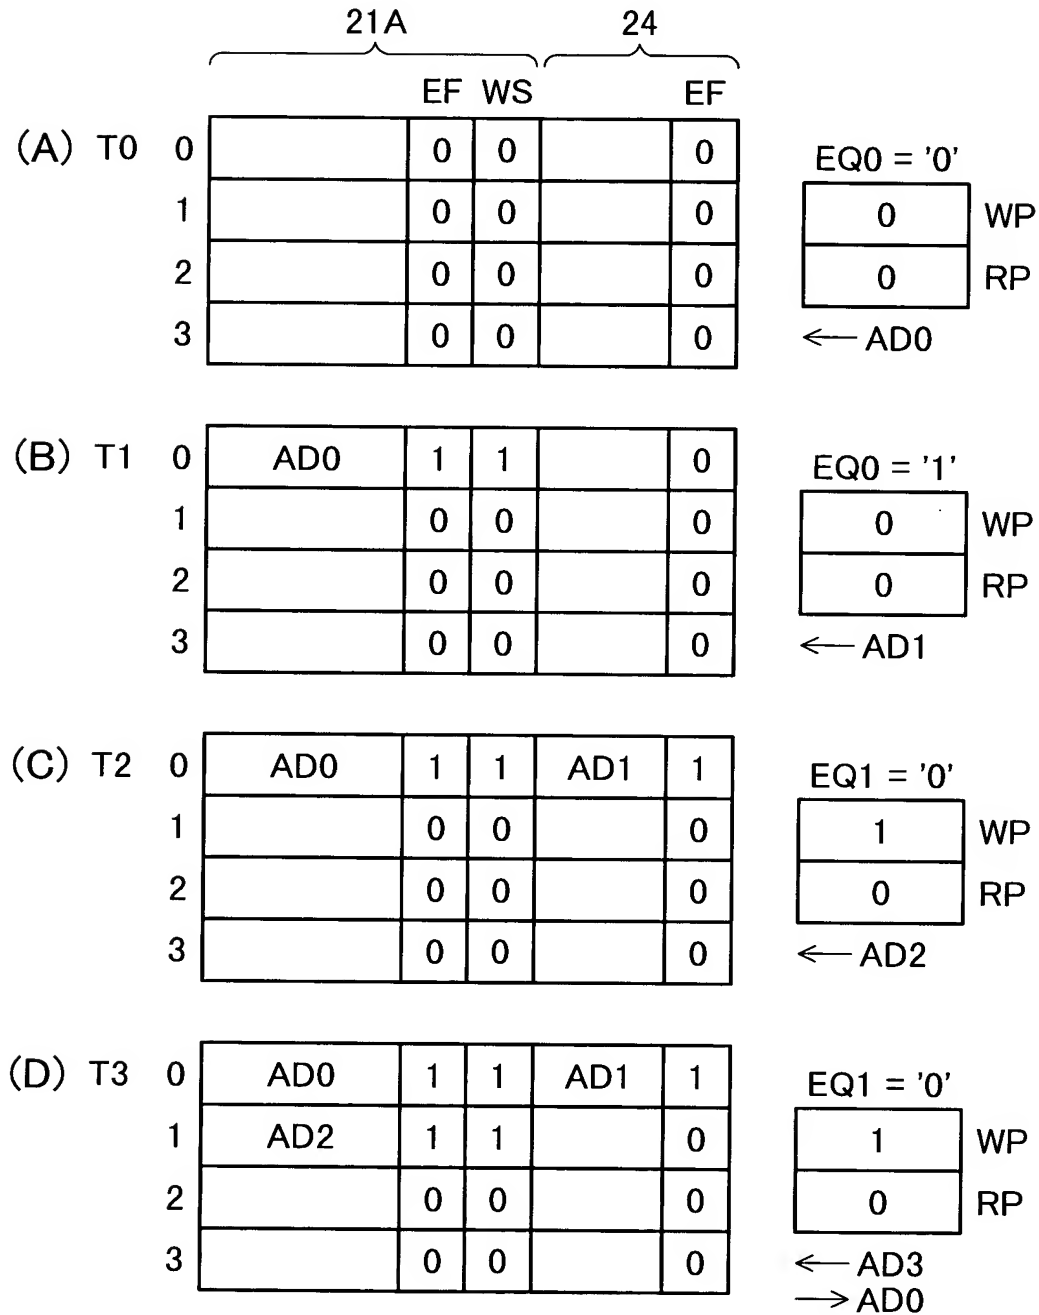 21A 24
EF WS EF
(A) T0 0 0 0 0 EQ0 = '0'
1 0 0 0 0 WP
2 0 0 0 0 RP
3 0 0 0 ← AD0
(B) T1 0 AD0 1 1 0 EQ0 = '1'
1 0 0 0 0 WP
2 0 0 0 0 RP
3 0 0 0 ← AD1
(C) T2 0 AD0 1 1 AD1 1 EQ1 = '0'
1 0 0 0 1 WP
2 0 0 0 0 RP
3 0 0 0 ← AD2
(D) T3 0 AD0 1 1 AD1 1 EQ1 = '0'
1 AD2 1 1 0 1 WP
2 0 0 0 0 RP
3 0 0 0 ← AD3
→ AD0